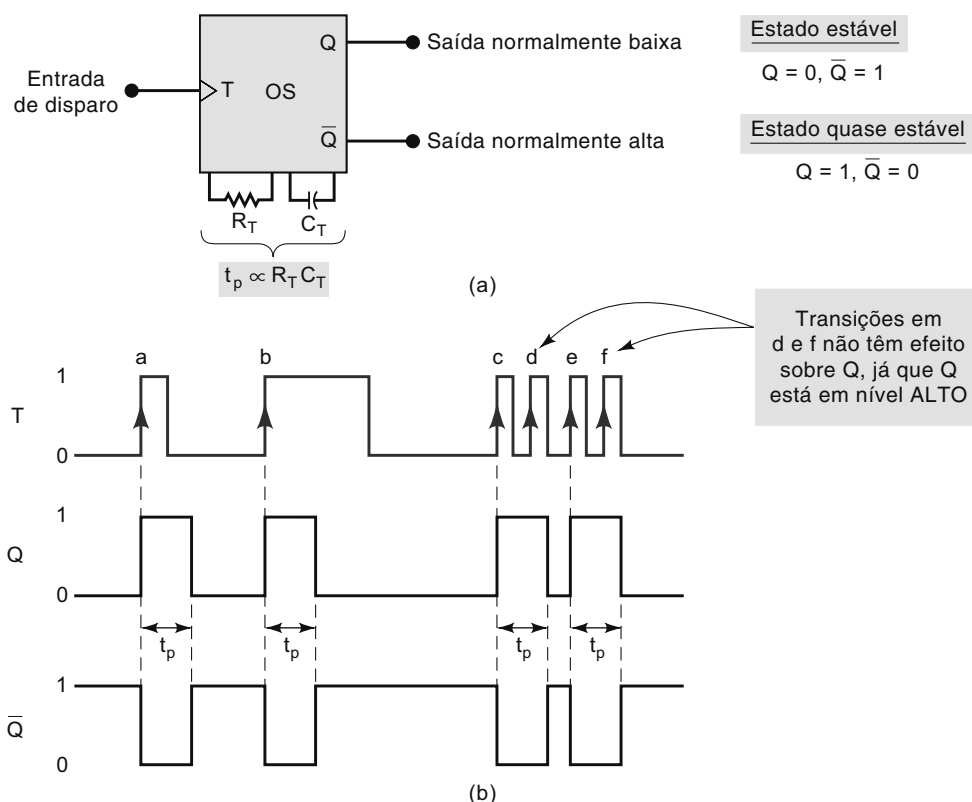 Entrada
de disparo
T
OS
Q
Q̅
R_T
C_T
t_p ∝ R_T C_T
Saída normalmente baixa
Saída normalmente alta
Estado estável
Q = 0, Q̅ = 1
Estado quase estável
Q = 1, Q̅ = 0
(a)
Transições em
d e f não têm efeito
sobre Q, já que Q
está em nível ALTO
a
b
c
d
e
f
1
T
0
1
Q
0
t_p
t_p
t_p
t_p
1
Q̅
0
(b)